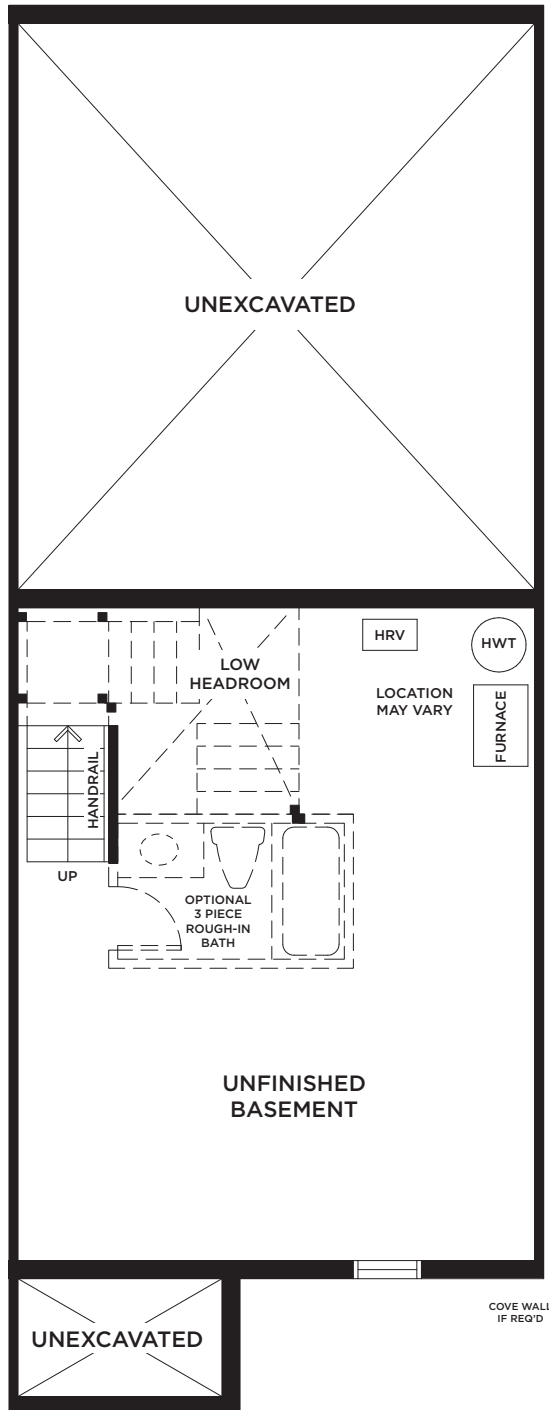 UNEXCAVATED
HRV
HWT
LOW
HEADROOM
LOCATION
MAY VARY
FURNACE
HANDRAIL
UP
OPTIONAL
3 PIECE
ROUGH-IN
BATH
UNFINISHED
BASEMENT
COVE WALL
IF REQ'D
UNEXCAVATED